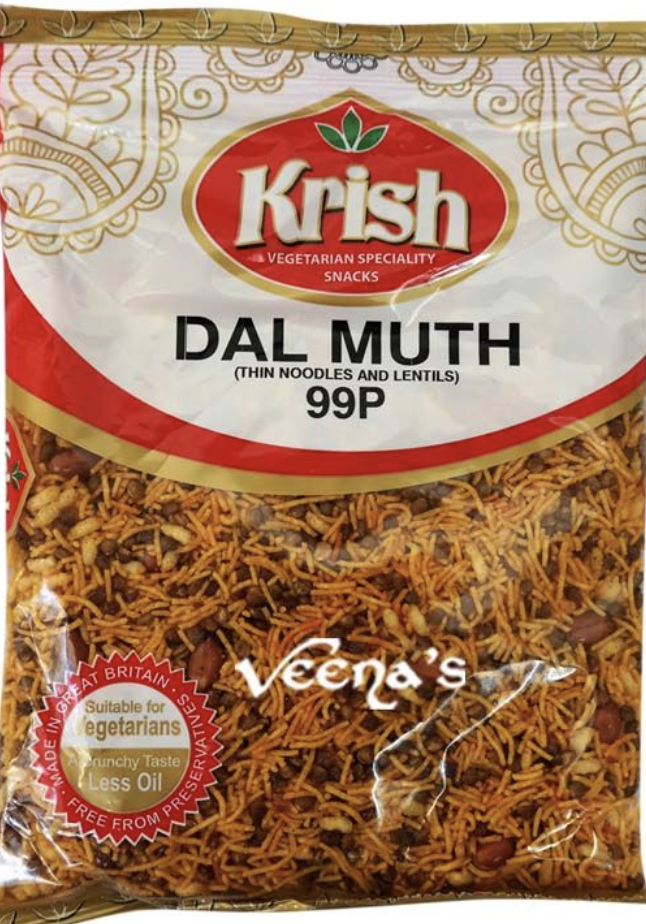 Krish
VEGETARIAN SPECIALITY
SNACKS
DAL MUTH
(THIN NOODLES AND LENTILS)
99P
Veena's
MADE IN GREAT BRITAIN · FREE FROM PRESERVATIVES ·
Suitable for
Vegetarians
A Crunchy Taste
Less Oil